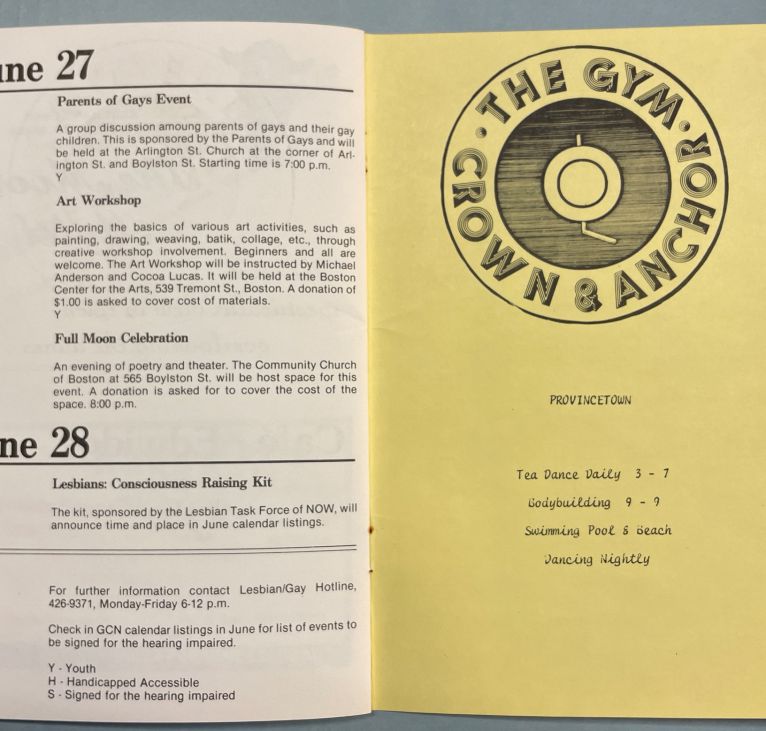 une 27
Parents of Gays Event
A group discussion amoung parents of gays and their gay
children. This is sponsored by the Parents of Gays and will
be held at the Arlington St. Church at the corner of Arl-
ington St. and Boylston St. Starting time is 7:00 p.m.
Y
Art Workshop
Exploring the basics of various art activities, such as
painting, drawing, weaving, batik, collage, etc., through
creative workshop involvement. Beginners and all are
welcome. The Art Workshop will be instructed by Michael
Anderson and Cocoa Lucas. It will be held at the Boston
Center for the Arts, 539 Tremont St., Boston. A donation of
$1.00 is asked to cover cost of materials.
Y
Full Moon Celebration
An evening of poetry and theater. The Community Church
of Boston at 565 Boylston St. will be host space for this
event. A donation is asked for to cover the cost of the
space. 8:00 p.m.
ne 28
Lesbians: Consciousness Raising Kit
The kit, sponsored by the Lesbian Task Force of NOW, will
announce time and place in June calendar listings.
For further information contact Lesbian/Gay Hotline,
426-9371, Monday-Friday 6-12 p.m.
Check in GCN calendar listings in June for list of events to
be signed for the hearing impaired.
Y - Youth
H - Handicapped Accessible
S - Signed for the hearing impaired
· THE GYM ·
CROWN & ANCHOR
PROVINCETOWN
Tea Dance Daily 3 - 7
Bodybuilding 9 - 9
Swimming Pool & Beach
Dancing Nightly